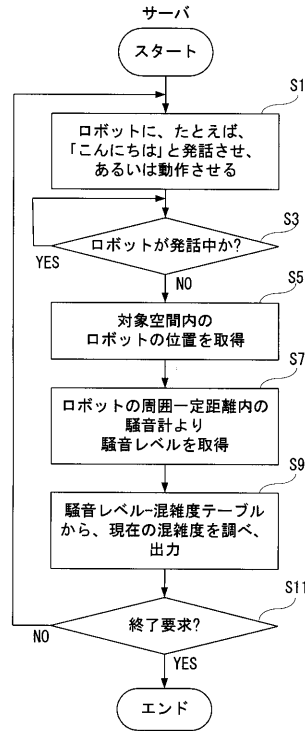 サーバ
スタート
S1
ロボットに、たとえば、
「こんにちは」と発話させ、
あるいは動作させる
S3
ロボットが発話中か?
YES
NO
S5
対象空間内の
ロボットの位置を取得
S7
ロボットの周囲一定距離内の
騒音計より
騒音レベルを取得
S9
騒音レベル-混雑度テーブル
から、現在の混雑度を調べ、
出力
S11
終了要求?
NO
YES
エンド